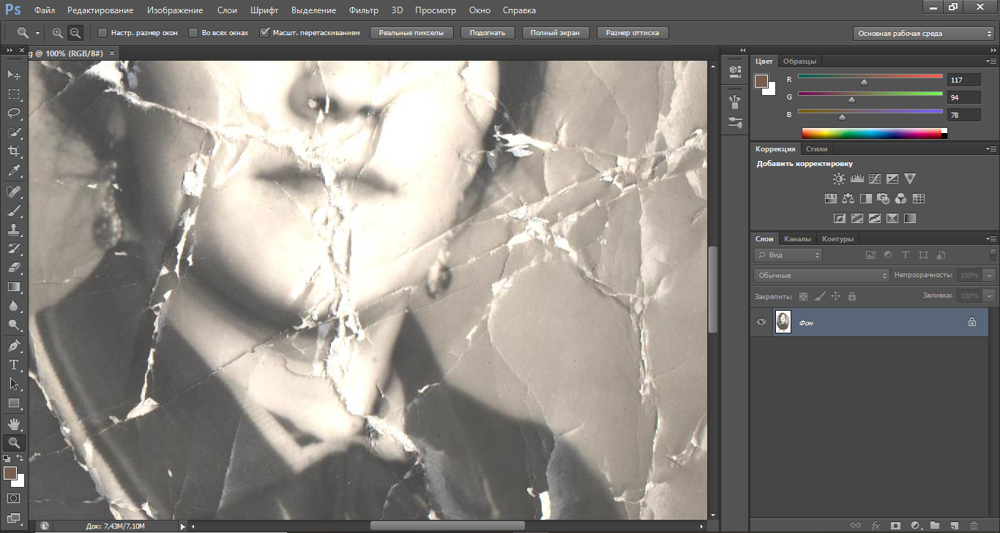 Ps Файл Редактирование Изображение Слои Шрифт Выделение Фильтр 3D Просмотр Окно Справка
Настр. размер окон Во всех окнах Масшт. перетаскиванием Реальные пикселы Подогнать Полный экран Размер оттиска Основная рабочая среда
g @ 100% (RGB/8#) ×
Цвет Образцы
R 117
G 94
B 78
Коррекция Стили
Добавить корректировку
Слои Каналы Контуры
Вид
Обычные Непрозрачность: 100%
Закрепить: Заливка: 100%
Фон
Док: 7,43M/7,10M
fx